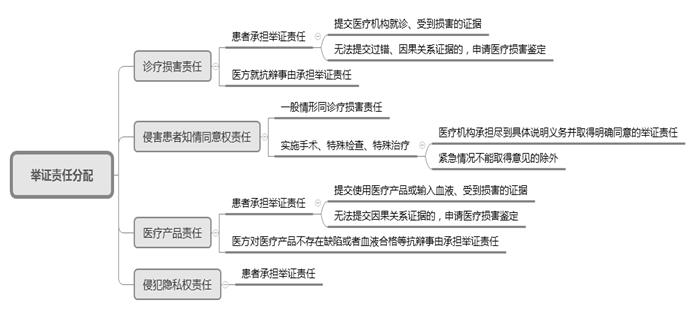 举证责任分配
诊疗损害责任
患者承担举证责任
提交医疗机构就诊、受到损害的证据
无法提交过错、因果关系证据的，申请医疗损害鉴定
医方就抗辩事由承担举证责任
侵害患者知情同意权责任
一般情形同诊疗损害责任
实施手术、特殊检查、特殊治疗
医疗机构承担尽到具体说明义务并取得明确同意的举证责任
紧急情况不能取得意见的除外
医疗产品责任
患者承担举证责任
提交使用医疗产品或输入血液、受到损害的证据
无法提交因果关系证据的，申请医疗损害鉴定
医方对医疗产品不存在缺陷或者血液合格等抗辩事由承担举证责任
侵犯隐私权责任
患者承担举证责任